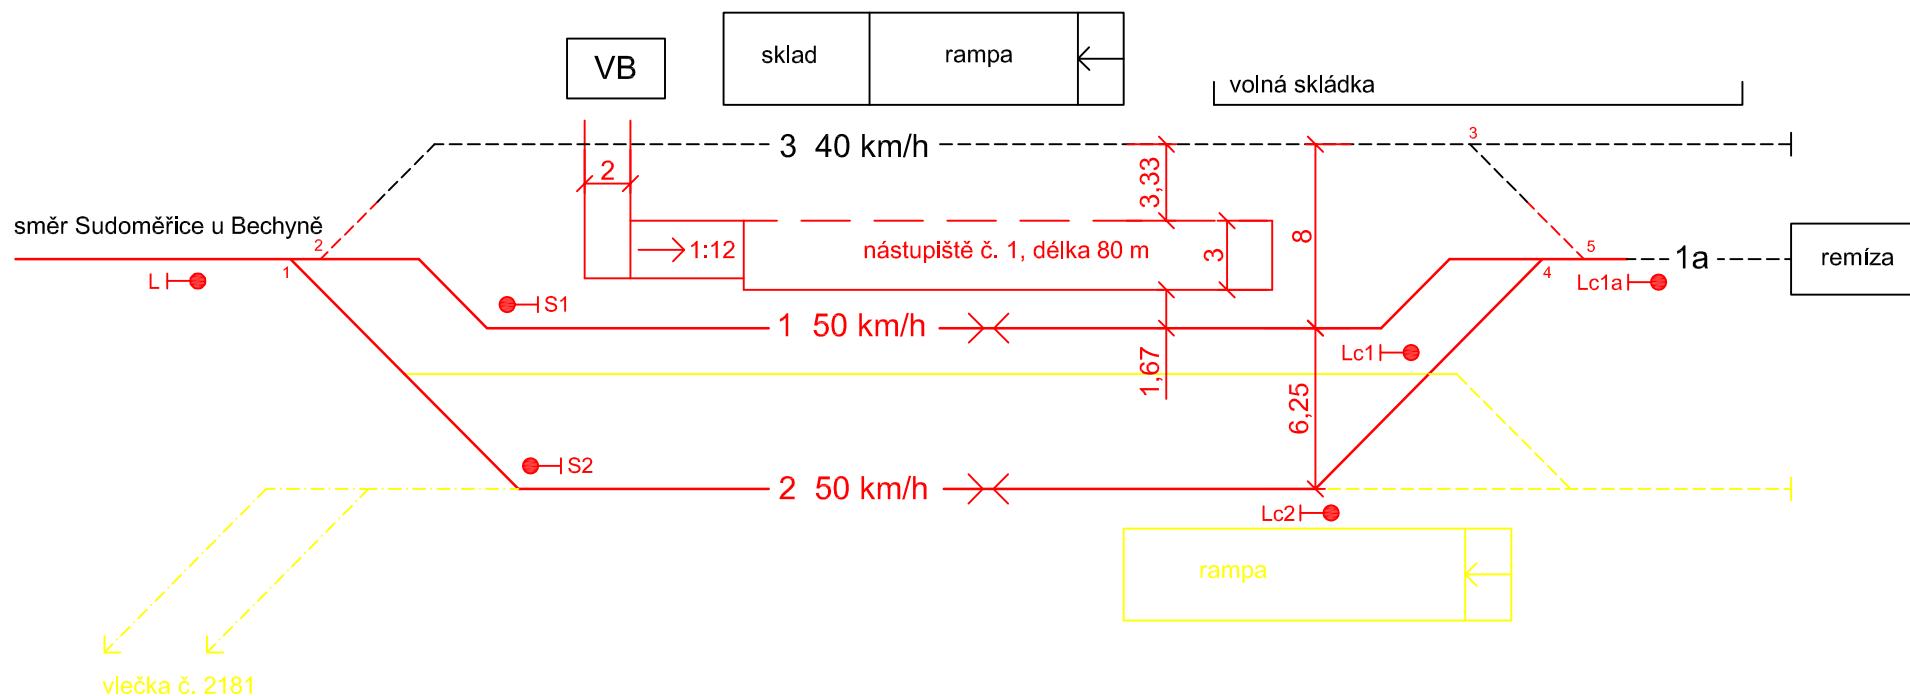 VB
sklad
rampa
volná skládka
3 40 km/h
3
2
3,33
směr Sudoměřice u Bechyně
2
1
1:12
nástupiště č. 1, délka 80 m
3
8
5
4
1a
remíza
L
S1
Lc1a
1 50 km/h
Lc1
1,67
6,25
S2
2 50 km/h
Lc2
rampa
vlečka č. 2181